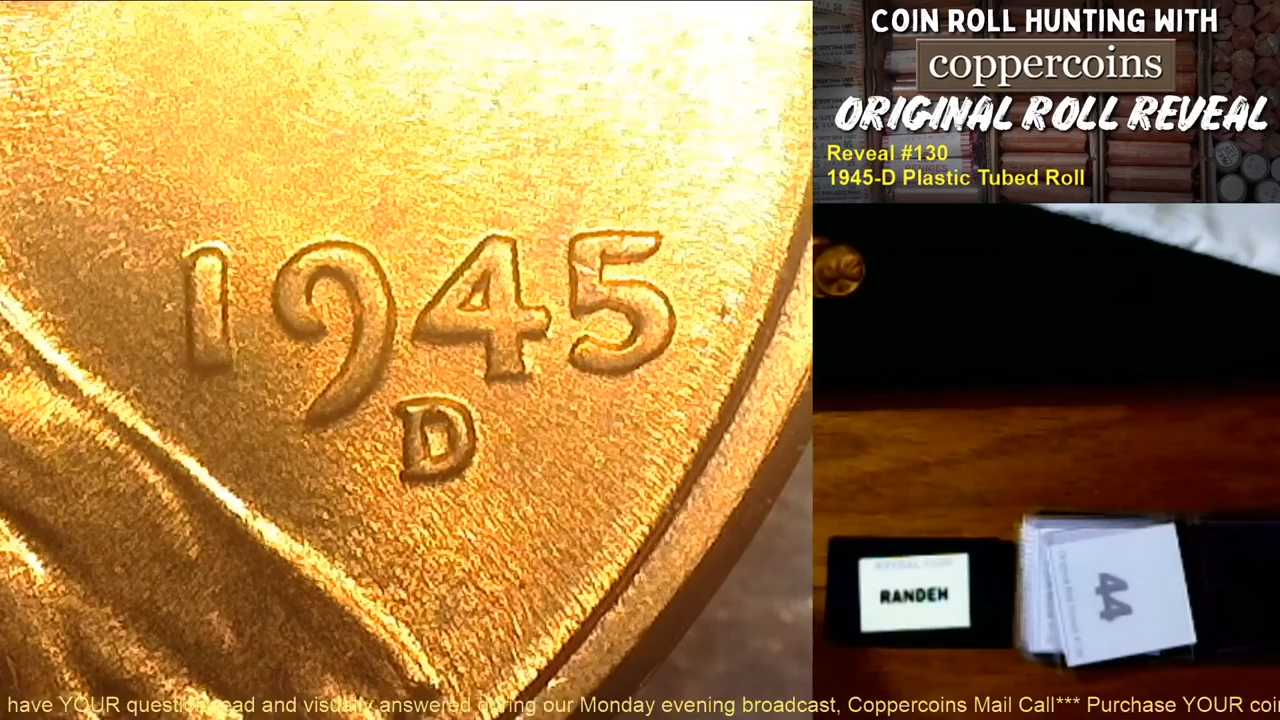 1945
D
COIN ROLL HUNTING WITH
coppercoins
ORIGINAL ROLL REVEAL
Reveal #130
1945-D Plastic Tubed Roll
RANDEH
44
have YOUR question read and visually answered during our Monday evening broadcast, Coppercoins Mail Call*** Purchase YOUR coi